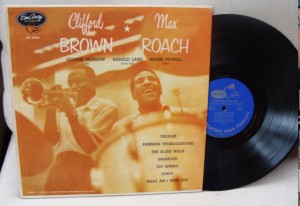 EmArcy
Clifford Max
BROWN ROACH
GEORGE MORROW HAROLD LAND RICHIE POWELL
DELILAH
PARISIAN THOROUGHFARE
THE BLUES WALK
DAAHOUD
JOY SPRING
JORDU
WHAT AM I HERE FOR